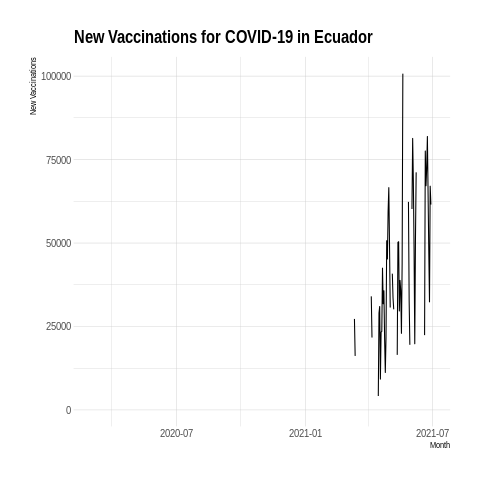 New Vaccinations for COVID-19 in Ecuador
New Vaccinations
100000
75000
50000
25000
0
2020-07 2021-01 2021-07
Month